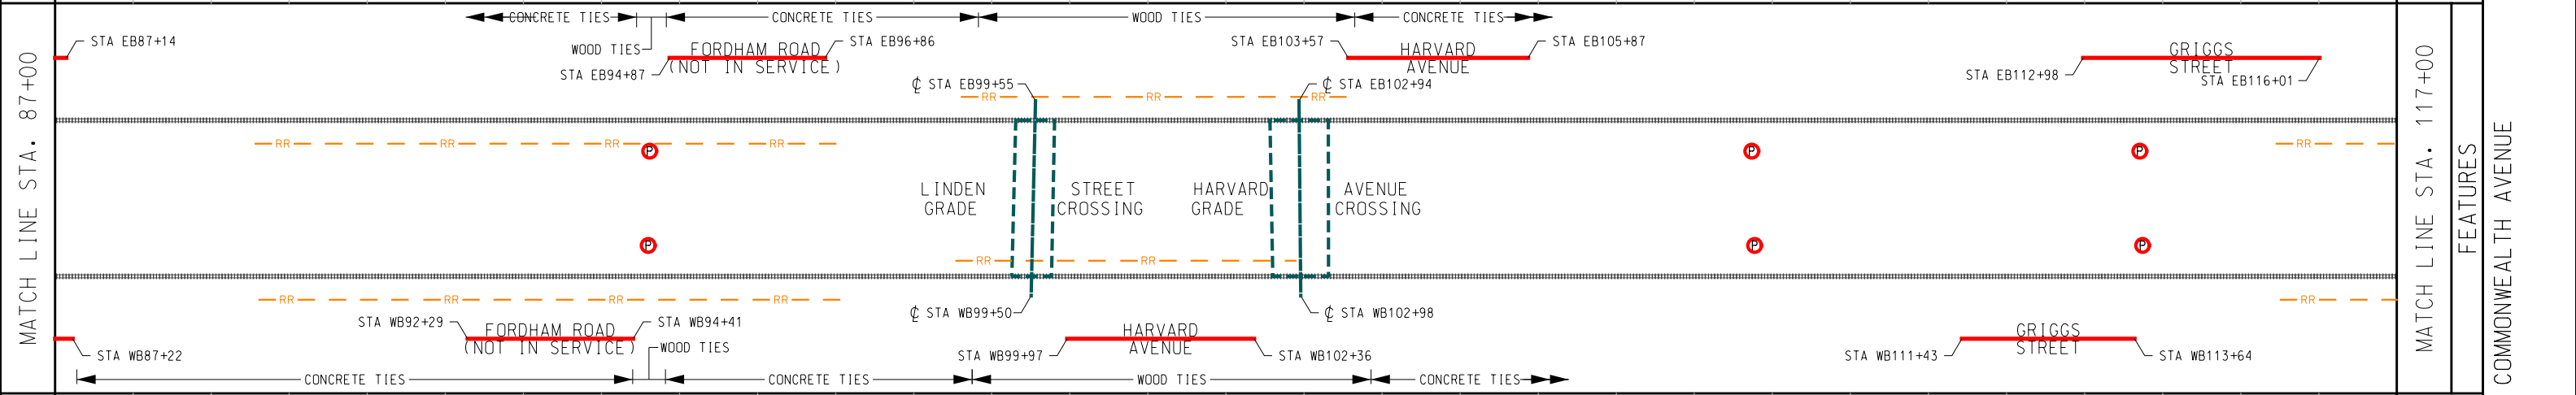 CONCRETE TIES
CONCRETE TIES
WOOD TIES
CONCRETE TIES
STA EB87+14
WOOD TIES
STA EB94+87
FORDHAM ROAD
(NOT IN SERVICE)
STA EB96+86
STA EB103+57
HARVARD
AVENUE
STA EB105+87
STA EB112+98
GRIGGS
STREET
STA EB116+01
℄ STA EB99+55
℄ STA EB102+94
RR
RR
RR
RR
RR
RR
RR
RR
P
P
P
MATCH LINE STA. 87+00
LINDEN STREET
GRADE CROSSING
HARVARD AVENUE
GRADE CROSSING
MATCH LINE STA. 117+00
FEATURES
COMMONWEALTH AVENUE
P
P
P
RR
RR
RR
RR
RR
RR
RR
℄ STA WB99+50
℄ STA WB102+98
STA WB87+22
STA WB92+29
FORDHAM ROAD
(NOT IN SERVICE)
STA WB94+41
WOOD TIES
STA WB99+97
HARVARD
AVENUE
STA WB102+36
STA WB111+43
GRIGGS
STREET
STA WB113+64
CONCRETE TIES
CONCRETE TIES
WOOD TIES
CONCRETE TIES